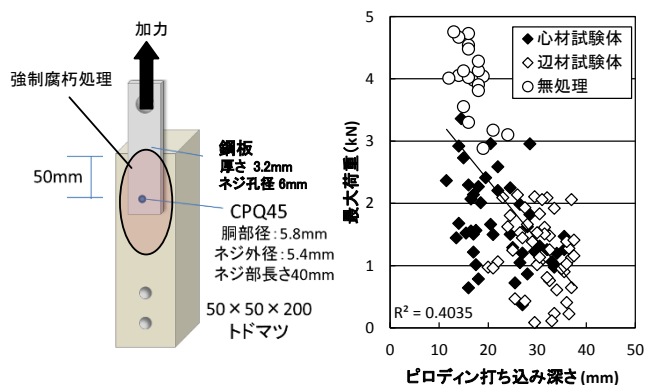 加力
強制腐朽処理
50mm
鋼板
厚さ 3.2mm
ネジ孔径 6mm
CPQ45
胴部径：5.8mm
ネジ外径：5.4mm
ネジ部長さ40mm
50×50×200
トドマツ
最大荷重(kN)
5
4
3
2
1
0
心材試験体
辺材試験体
無処理
R² = 0.4035
0 10 20 30 40 50
ピロディン打ち込み深さ(mm)